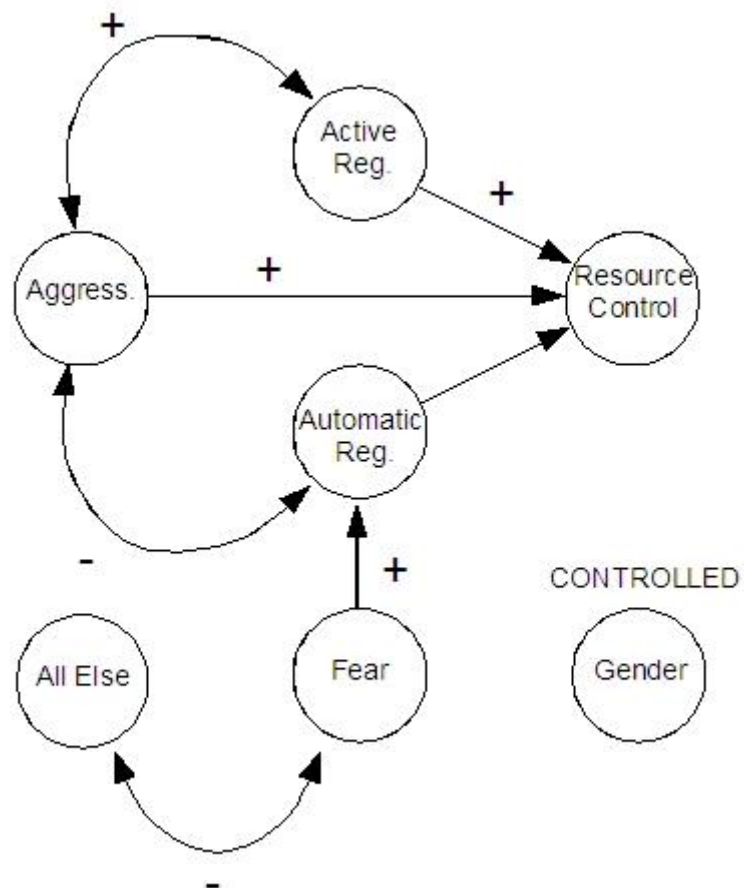 +
Active
Reg.
+
Aggress.
+
Resource
Control
Automatic
Reg.
-
+
CONTROLLED
All Else
Fear
Gender
-